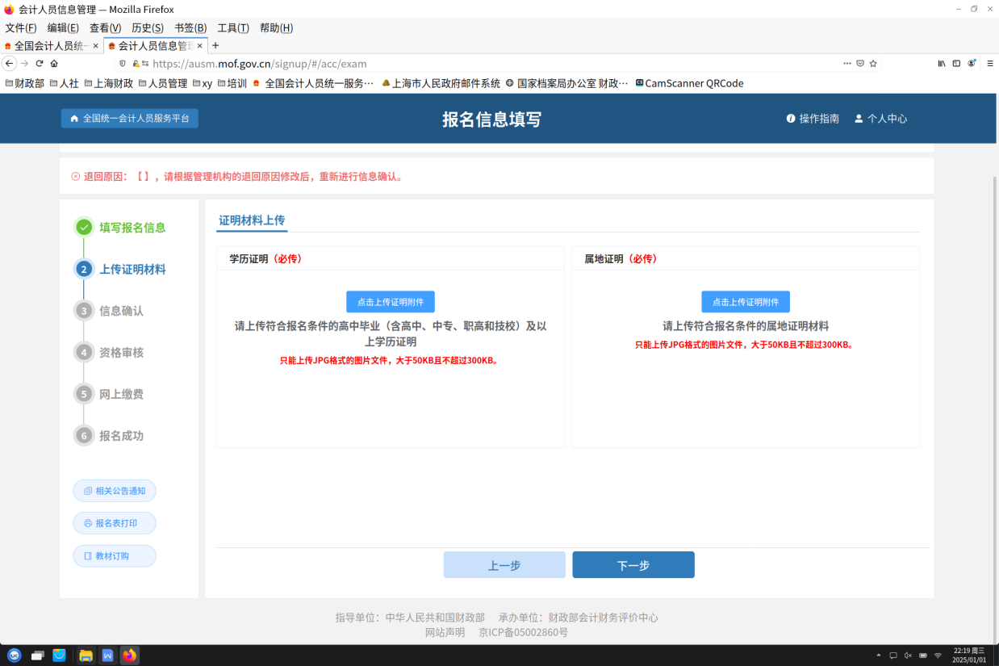 会计人员信息管理 — Mozilla Firefox
文件(F) 编辑(E) 查看(V) 历史(S) 书签(B) 工具(T) 帮助(H)
全国会计人员统一 × 会计人员信息管理 × +
https://ausm.mof.gov.cn/signup/#/acc/exam
财政部 人社 上海财政 人员管理 xy 培训 全国会计人员统一服务… 上海市人民政府邮件系统 国家档案局办公室 财政… CamScanner QRCode
全国统一会计人员服务平台 报名信息填写 操作指南 个人中心
退回原因：【 】，请根据管理机构的退回原因修改后，重新进行信息确认。
填写报名信息
2 上传证明材料
3 信息确认
4 资格审核
5 网上缴费
6 报名成功
相关公告通知
报名表打印
教材订购
证明材料上传
学历证明（必传）
点击上传证明附件
请上传符合报名条件的高中毕业（含高中、中专、职高和技校）及以
上学历证明
只能上传JPG格式的图片文件，大于50KB且不超过300KB。
属地证明（必传）
点击上传证明附件
请上传符合报名条件的属地证明材料
只能上传JPG格式的图片文件，大于50KB且不超过300KB。
上一步 下一步
指导单位：中华人民共和国财政部 承办单位：财政部会计财务评价中心
网站声明 京ICP备05002860号
22:19 周三
2025/01/01